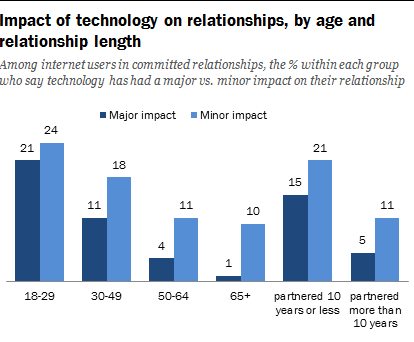 Impact of technology on relationships, by age and
relationship length
Among internet users in committed relationships, the % within each group
who say technology has had a major vs. minor impact on their relationship
Major impact Minor impact
21 24
11 18
4 11
1 10
15 21
5 11
18-29 30-49 50-64 65+ partnered 10 partnered
years or less more than
10 years